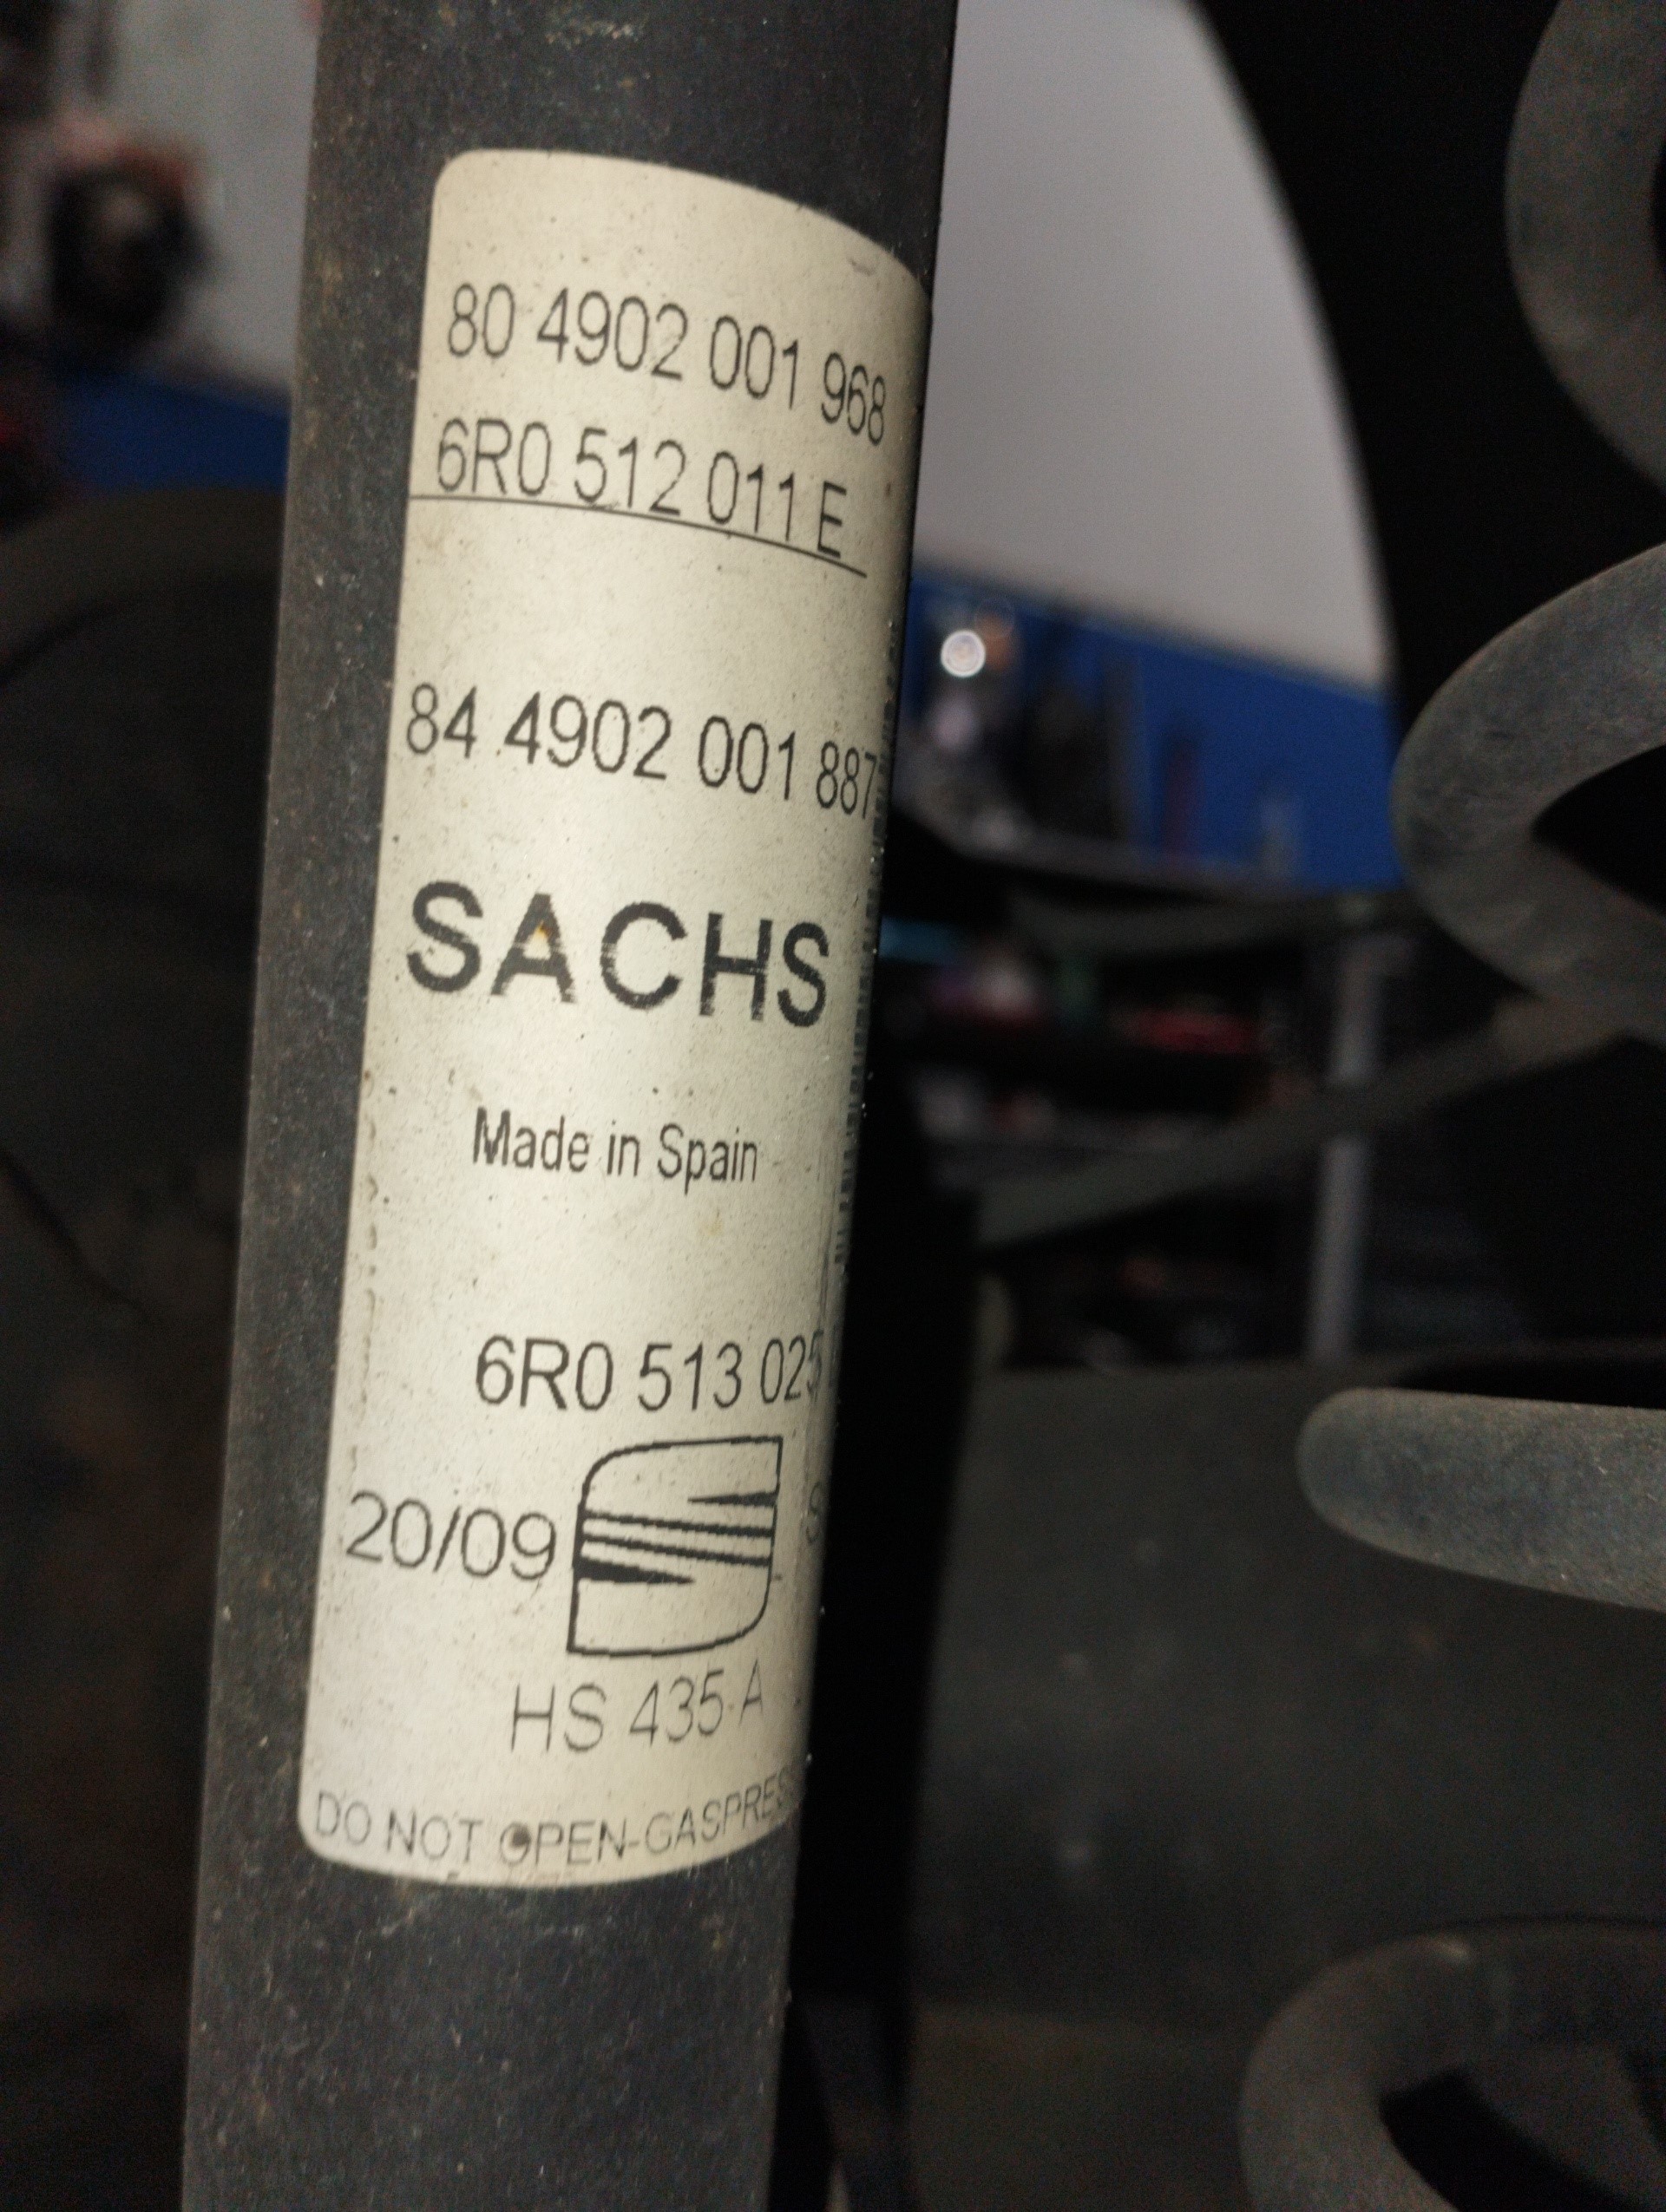 80 4902 001 968
6R0 512 011 E
84 4902 001 887
SACHS
Made in Spain
6R0 513 025
20/09
HS 435 A
DO NOT OPEN-GASPRES